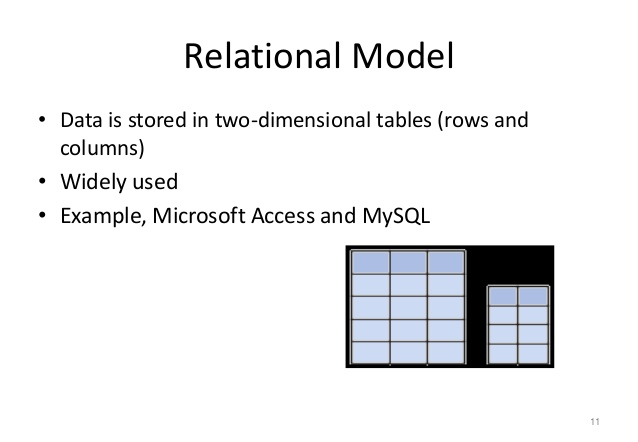 Relational Model
• Data is stored in two-dimensional tables (rows and
columns)
• Widely used
• Example, Microsoft Access and MySQL
11